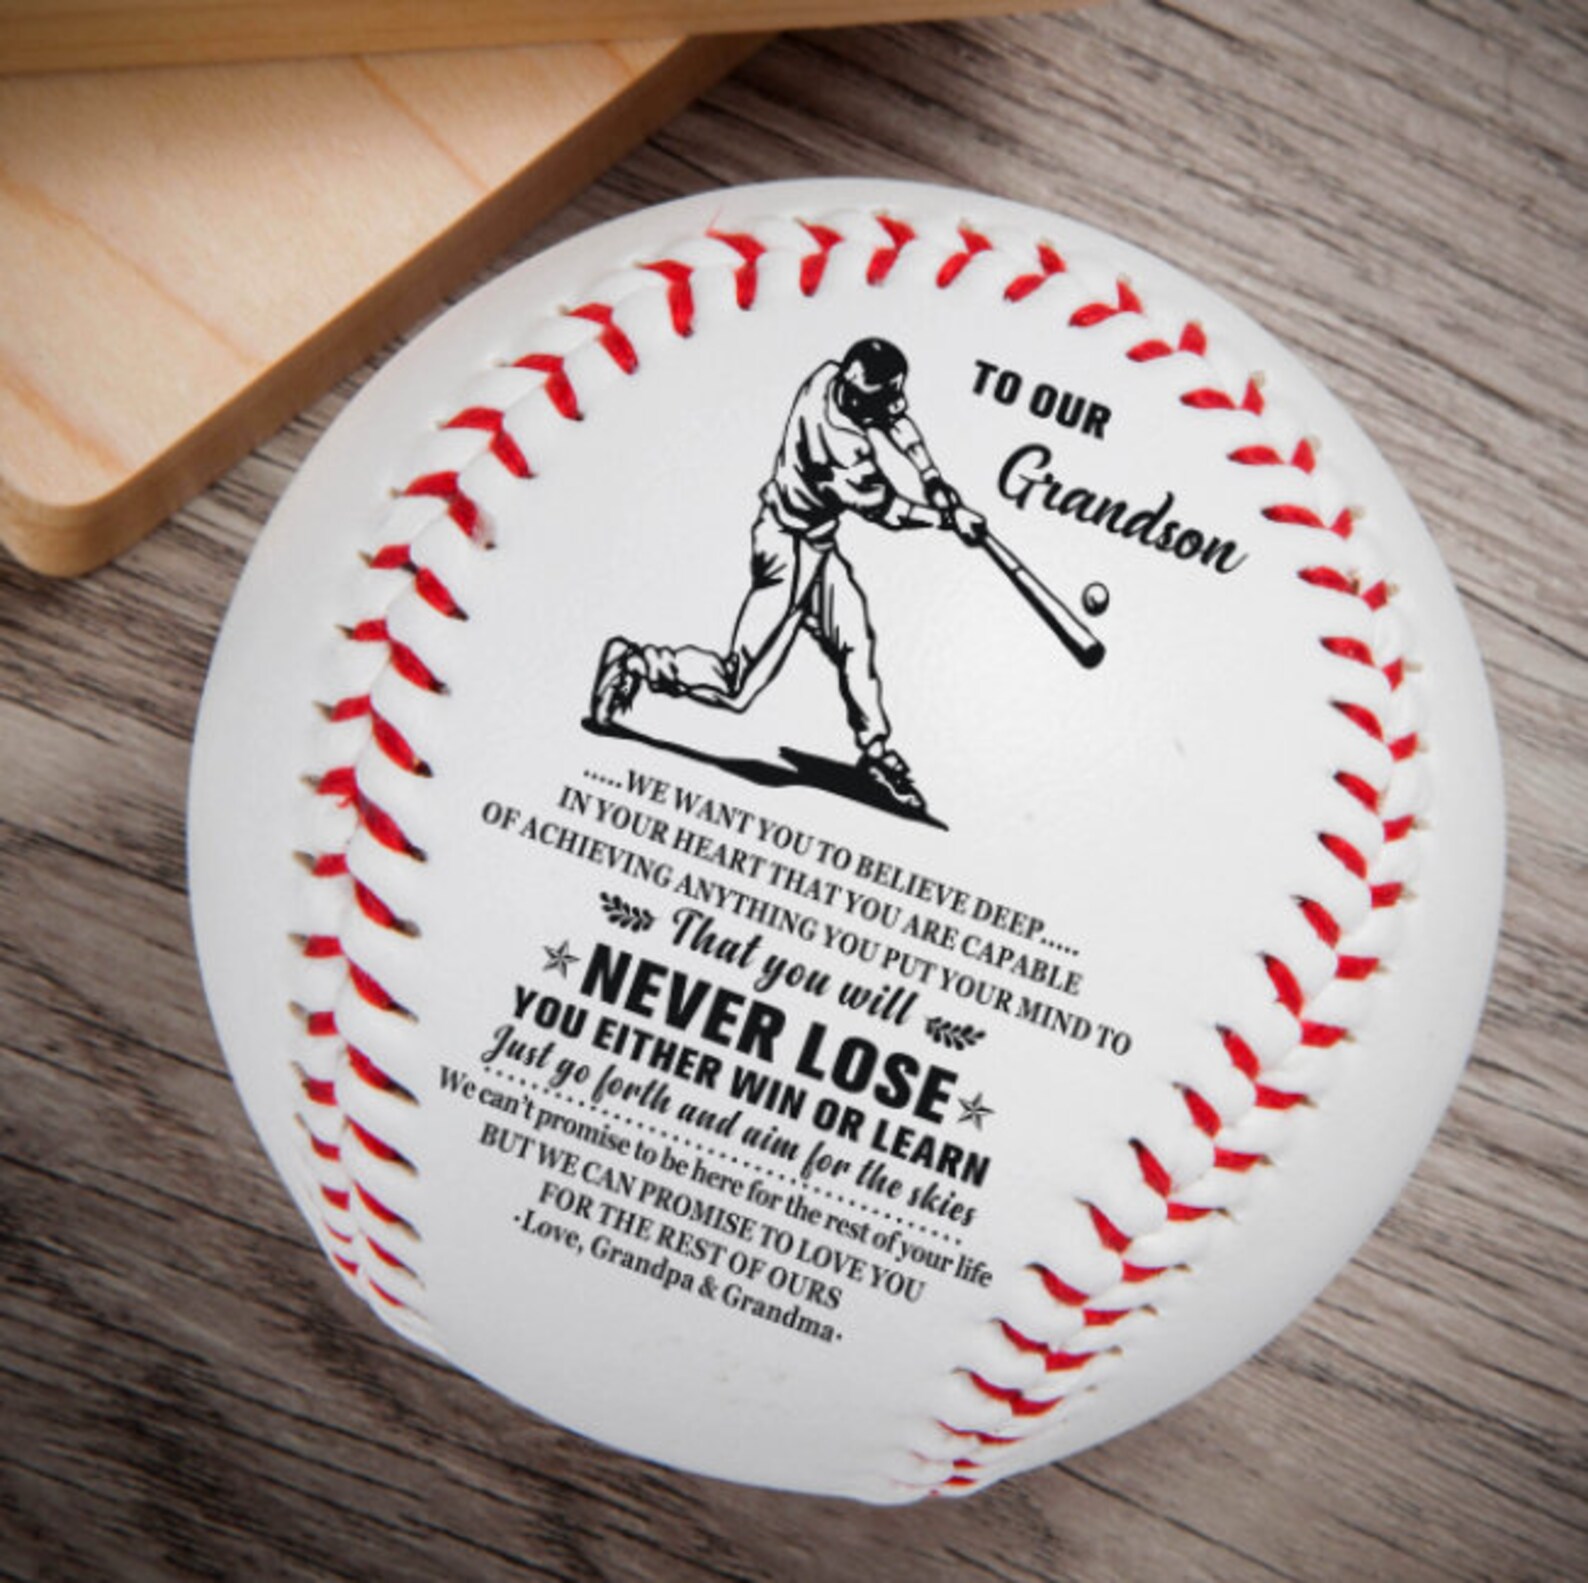 TO OUR
Grandson
.....WE WANT YOU TO BELIEVE DEEP.....
IN YOUR HEART THAT YOU ARE CAPABLE
OF ACHIEVING ANYTHING YOU PUT YOUR MIND TO
That you will
NEVER LOSE
YOU EITHER WIN OR LEARN
Just go forth and aim for the skies
We can't promise to be here for the rest of your life
BUT WE CAN PROMISE TO LOVE YOU
FOR THE REST OF OURS
·Love, Grandpa & Grandma·